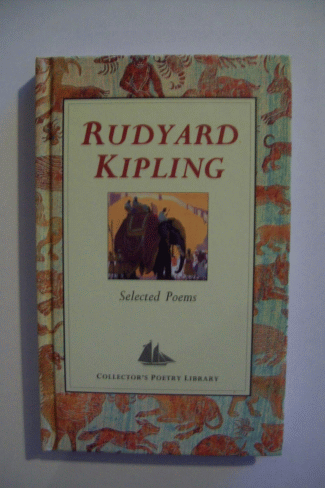 RUDYARD
KIPLING
Selected Poems
COLLECTOR'S POETRY LIBRARY